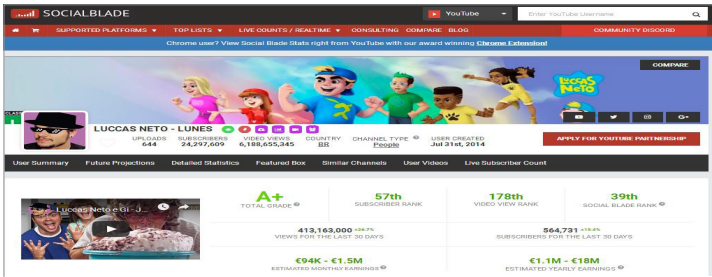 SOCIALBLADE
YouTube
Enter YouTube Username
SUPPORTED PLATFORMS
TOP LISTS
LIVE COUNTS / REALTIME
CONSULTING
COMPARE
BLOG
COMMUNITY DISCORD
Chrome user? View Social Blade Stats right from YouTube with our award winning Chrome Extension!
COMPARE
LUCCAS NETO
LUCCAS NETO - LUNES
UPLOADS 644
SUBSCRIBERS 24,297,609
VIDEO VIEWS 6,188,655,345
COUNTRY BR
CHANNEL TYPE People
USER CREATED Jul 31st, 2014
G+
APPLY FOR YOUTUBE PARTNERSHIP
User Summary
Future Projections
Detailed Statistics
Featured Box
Similar Channels
User Videos
Live Subscriber Count
Luccas Neto e Gi - J...
A+
TOTAL GRADE
57th
SUBSCRIBER RANK
178th
VIDEO VIEW RANK
39th
SOCIAL BLADE RANK
413,163,000
VIEWS FOR THE LAST 30 DAYS
564,731
SUBSCRIBERS FOR THE LAST 30 DAYS
€94K - €1.5M
ESTIMATED MONTHLY EARNINGS
€1.1M - €18M
ESTIMATED YEARLY EARNINGS